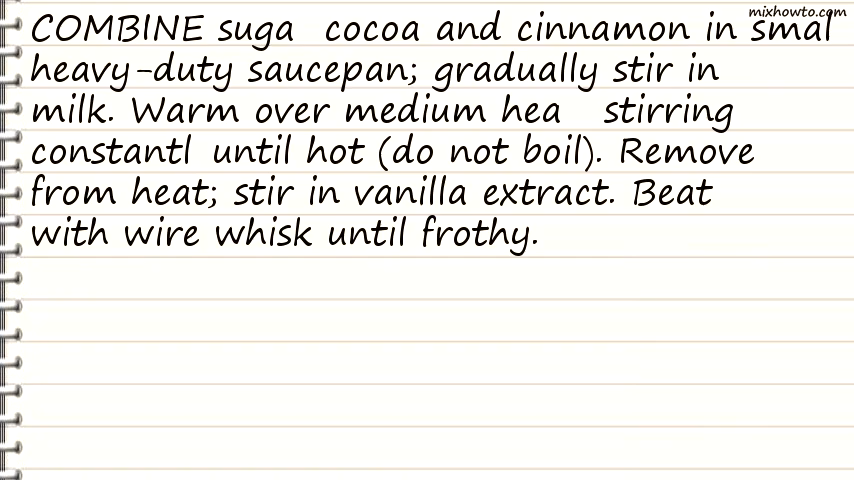 mixhowto.com
COMBINE suga cocoa and cinnamon in smal
heavy-duty saucepan; gradually stir in
milk. Warm over medium hea stirring
constantl until hot (do not boil). Remove
from heat; stir in vanilla extract. Beat
with wire whisk until frothy.